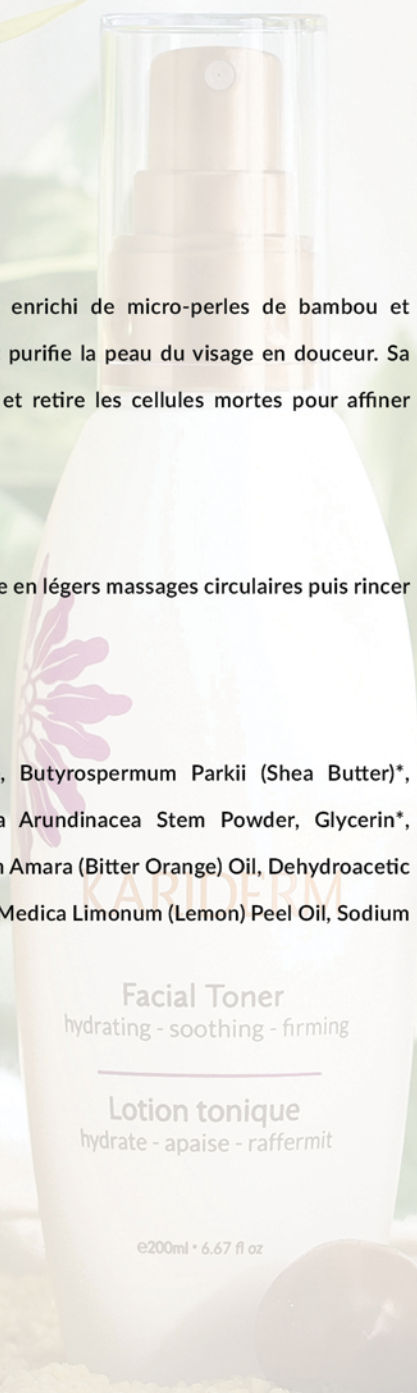 enrichi de micro-perles de bambou et
purifie la peau du visage en douceur. Sa
et retire les cellules mortes pour affiner
e en légers massages circulaires puis rincer
, Butyrospermum Parkii (Shea Butter)*,
a Arundinacea Stem Powder, Glycerin*,
n Amara (Bitter Orange) Oil, Dehydroacetic
Medica Limonum (Lemon) Peel Oil, Sodium
KARIDERM
Facial Toner
hydrating - soothing - firming
Lotion tonique
hydrate - apaise - raffermit
e200ml • 6.67 fl oz